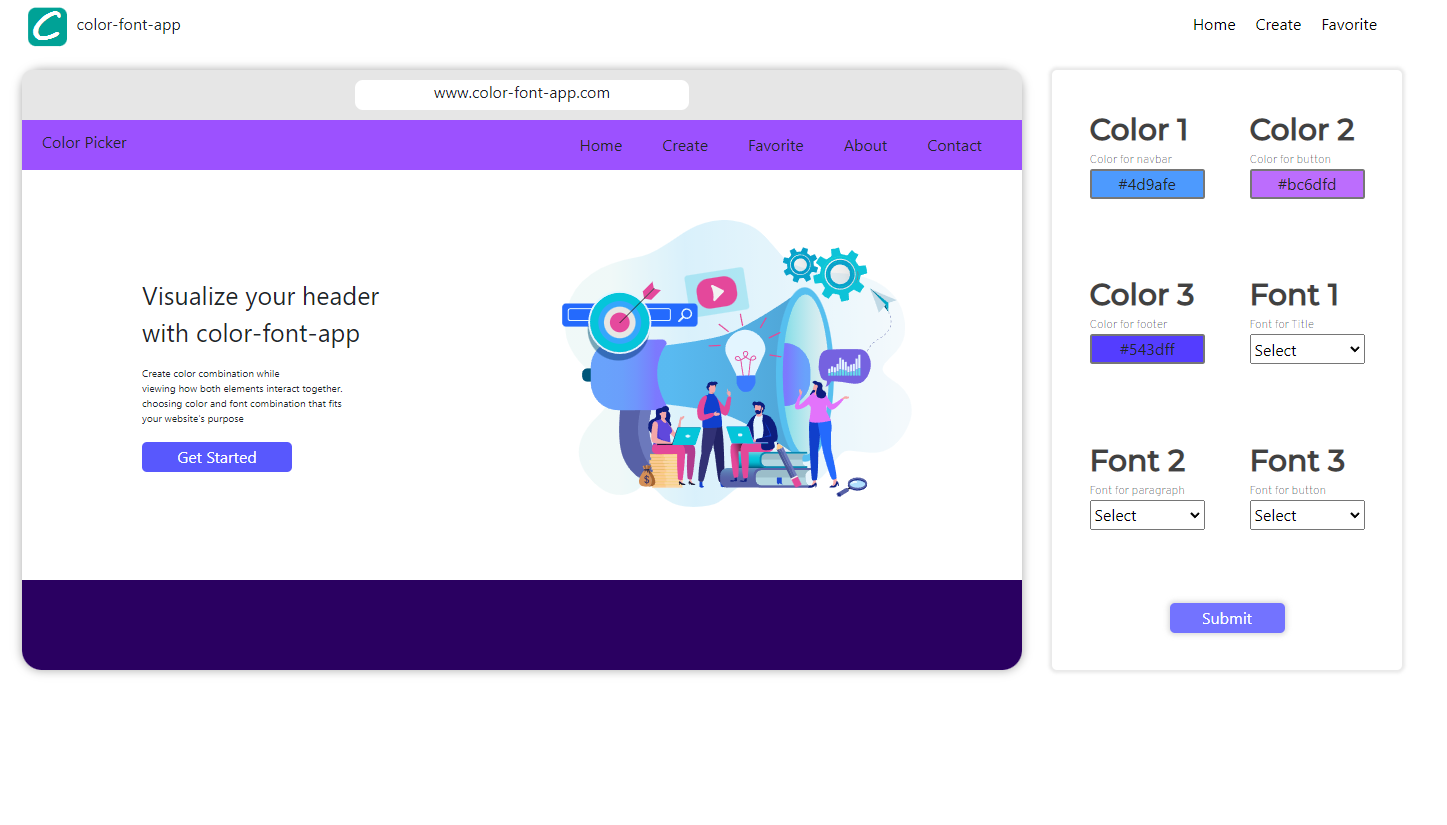 C color-font-app
Home Create Favorite
www.color-font-app.com
Color Picker
Home Create Favorite About Contact
Visualize your header
with color-font-app
Create color combination while
viewing how both elements interact together.
choosing color and font combination that fits
your website's purpose
Get Started
$
Color 1
Color for navbar
#4d9afe
Color 2
Color for button
#bc6dfd
Color 3
Color for footer
#543dff
Font 1
Font for Title
Select
Font 2
Font for paragraph
Select
Font 3
Font for button
Select
Submit